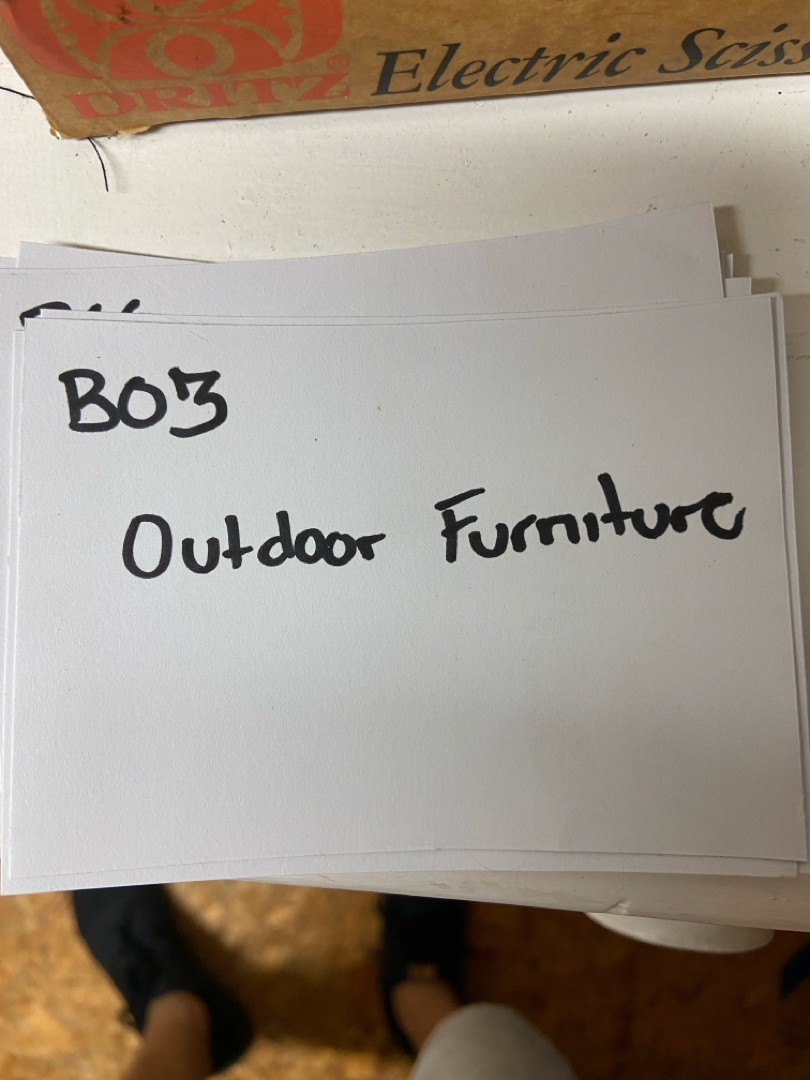 DRITZ® Electric Sciss
B03
Outdoor Furniture